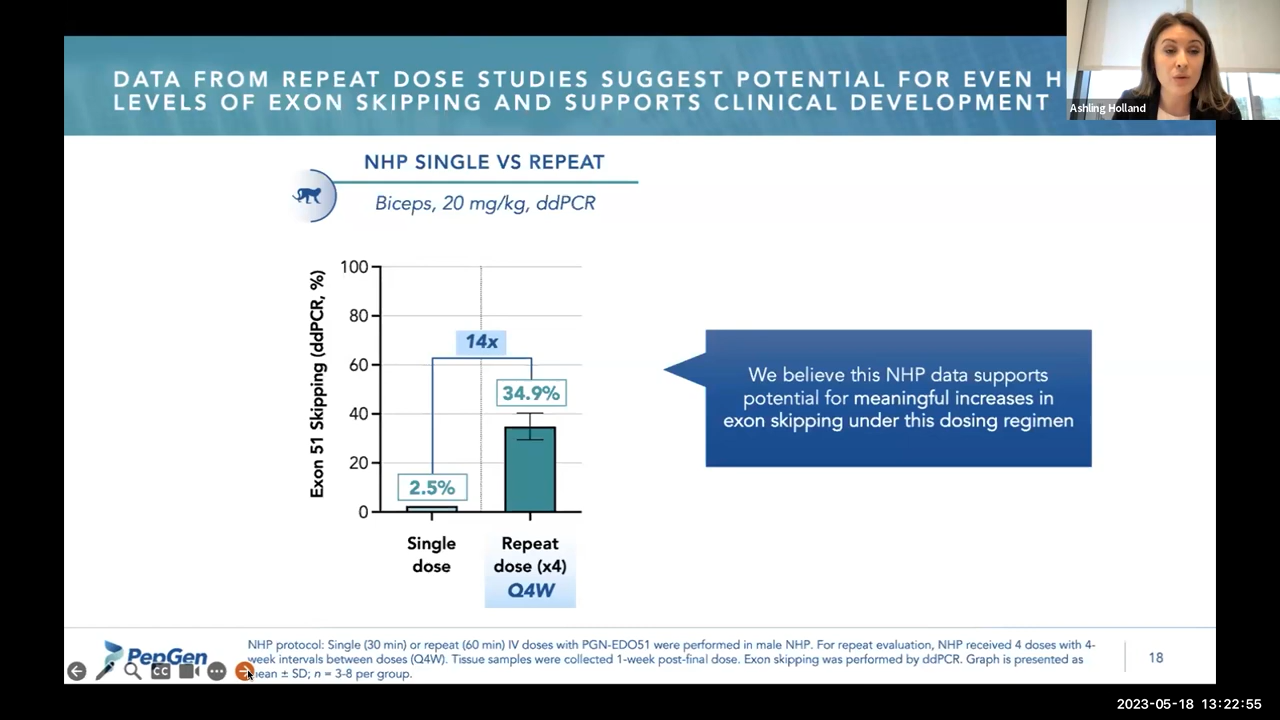 DATA FROM REPEAT DOSE STUDIES SUGGEST POTENTIAL FOR EVEN H
LEVELS OF EXON SKIPPING AND SUPPORTS CLINICAL DEVELOPMENT
Ashling Holland
NHP SINGLE VS REPEAT
Biceps, 20 mg/kg, ddPCR
Exon 51 Skipping (ddPCR, %)
100
80
60
40
20
0
14x
34.9%
2.5%
Single
dose
Repeat
dose (x4)
Q4W
We believe this NHP data supports
potential for meaningful increases in
exon skipping under this dosing regimen
PepGen
CC
NHP protocol: Single (30 min) or repeat (60 min) IV doses with PGN-EDO51 were performed in male NHP. For repeat evaluation, NHP received 4 doses with 4-
week intervals between doses (Q4W). Tissue samples were collected 1-week post-final dose. Exon skipping was performed by ddPCR. Graph is presented as
mean ± SD; n = 3-8 per group.
18
2023-05-18 13:22:55